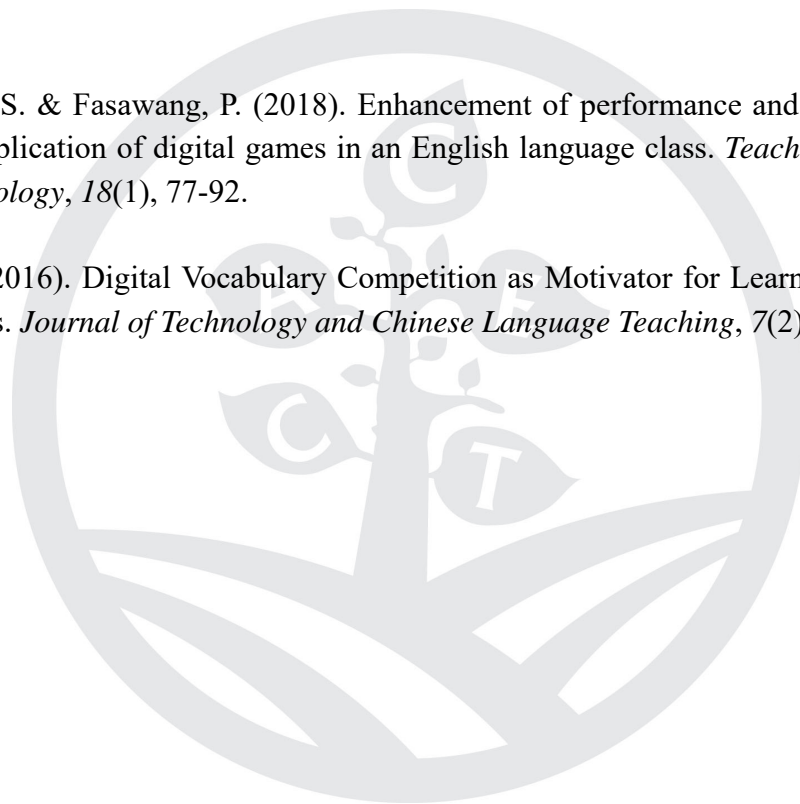 S. & Fasawang, P. (2018). Enhancement of performance and
plication of digital games in an English language class. Teach
ology, 18(1), 77-92.
2016). Digital Vocabulary Competition as Motivator for Learn
s. Journal of Technology and Chinese Language Teaching, 7(2)
C
A E
C T